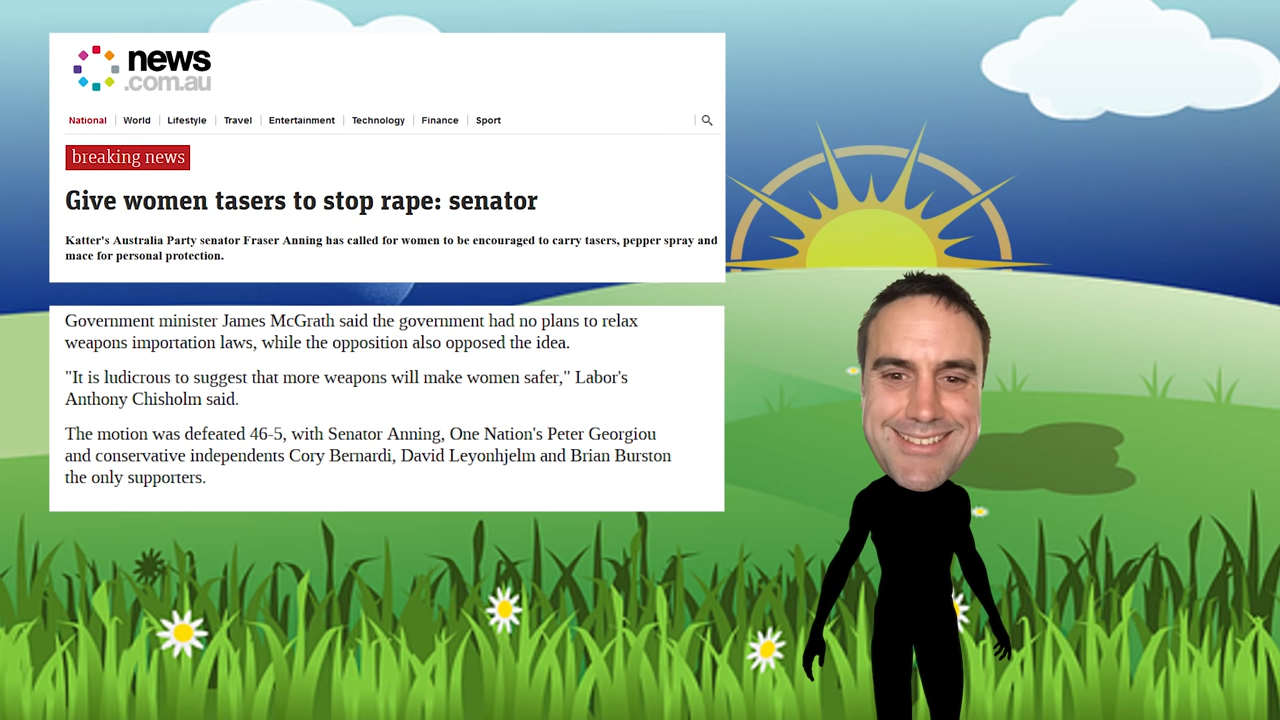 news
.com.au
National World Lifestyle Travel Entertainment Technology Finance Sport
breaking news
Give women tasers to stop rape: senator
Katter's Australia Party senator Fraser Anning has called for women to be encouraged to carry tasers, pepper spray and
mace for personal protection.
Government minister James McGrath said the government had no plans to relax
weapons importation laws, while the opposition also opposed the idea.
"It is ludicrous to suggest that more weapons will make women safer," Labor's
Anthony Chisholm said.
The motion was defeated 46-5, with Senator Anning, One Nation's Peter Georgiou
and conservative independents Cory Bernardi, David Leyonhjelm and Brian Burston
the only supporters.